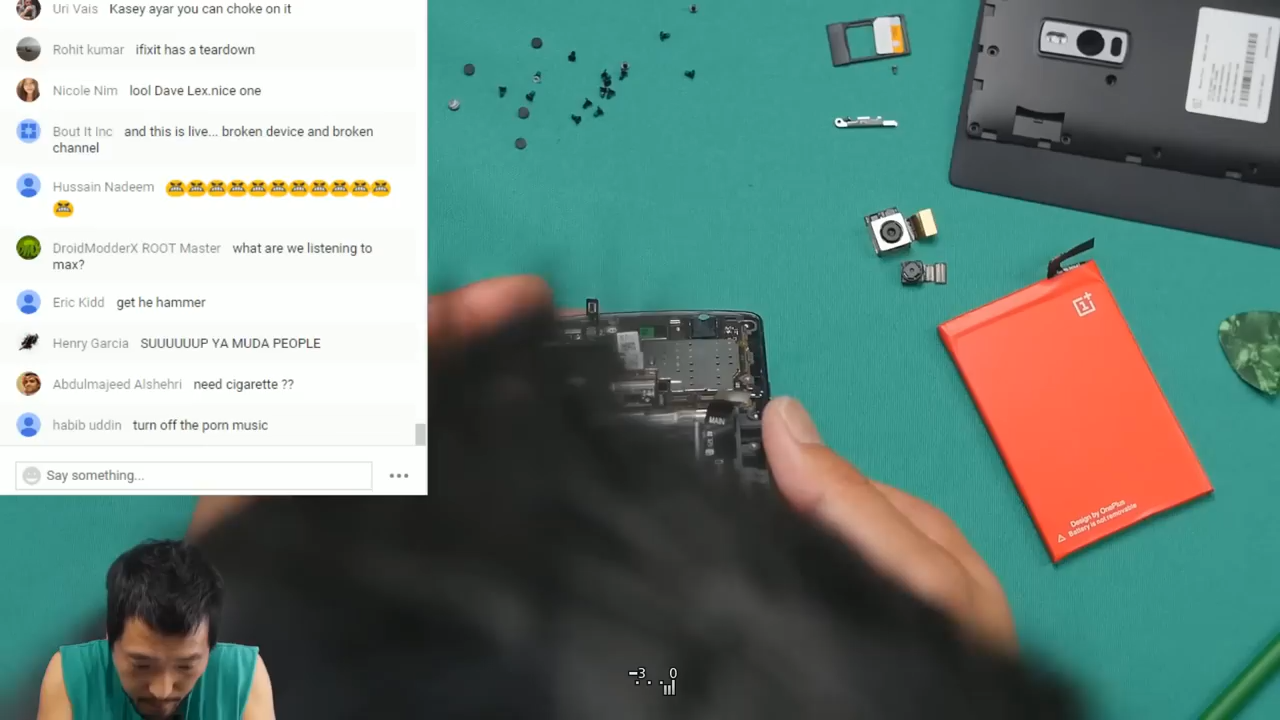 Uri Vais Kasey ayar you can choke on it
Rohit kumar ifixit has a teardown
Nicole Nim lool Dave Lex.nice one
Bout It Inc and this is live... broken device and broken
channel
Hussain Nadeem
DroidModderX ROOT Master what are we listening to
max?
Eric Kidd get he hammer
Henry Garcia SUUUUUUP YA MUDA PEOPLE
Abdulmajeed Alshehri need cigarette ??
habib uddin turn off the porn music
Say something...
MAIN
1+
Design by OnePlus
Battery is not removable
-3 0